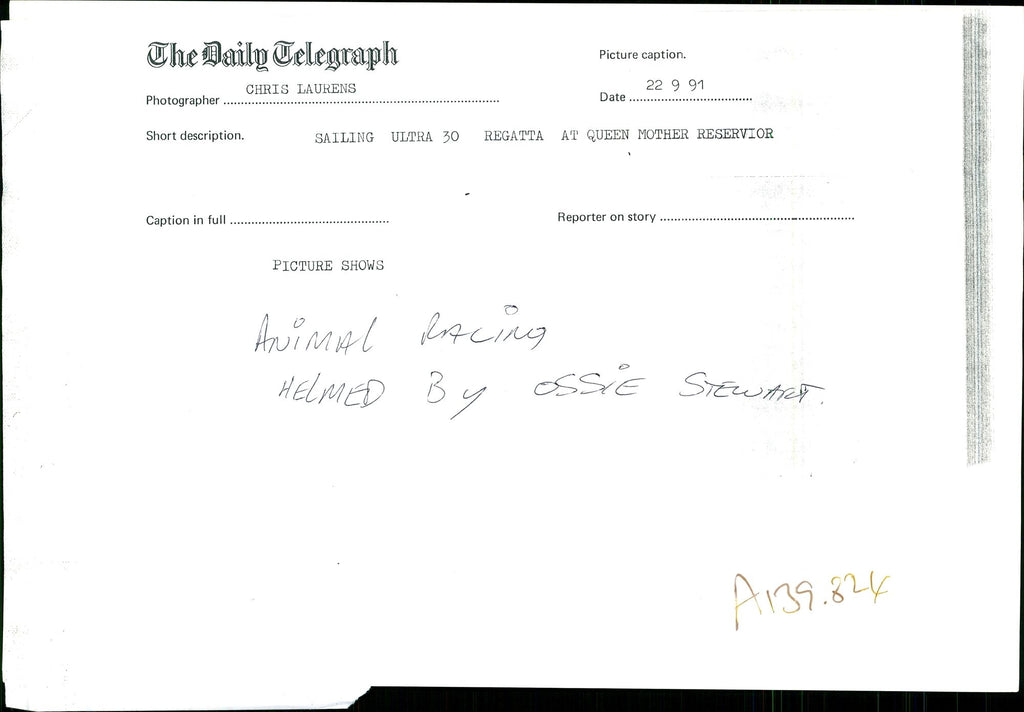 The Daily Telegraph
Picture caption.
Photographer CHRIS LAURENS
Date 22 9 91
Short description. SAILING ULTRA 30 REGATTA AT QUEEN MOTHER RESERVIOR
Caption in full
Reporter on story
PICTURE SHOWS
ANIMAL RACING
HELMED BY OSSIE STEWART.
A139.824